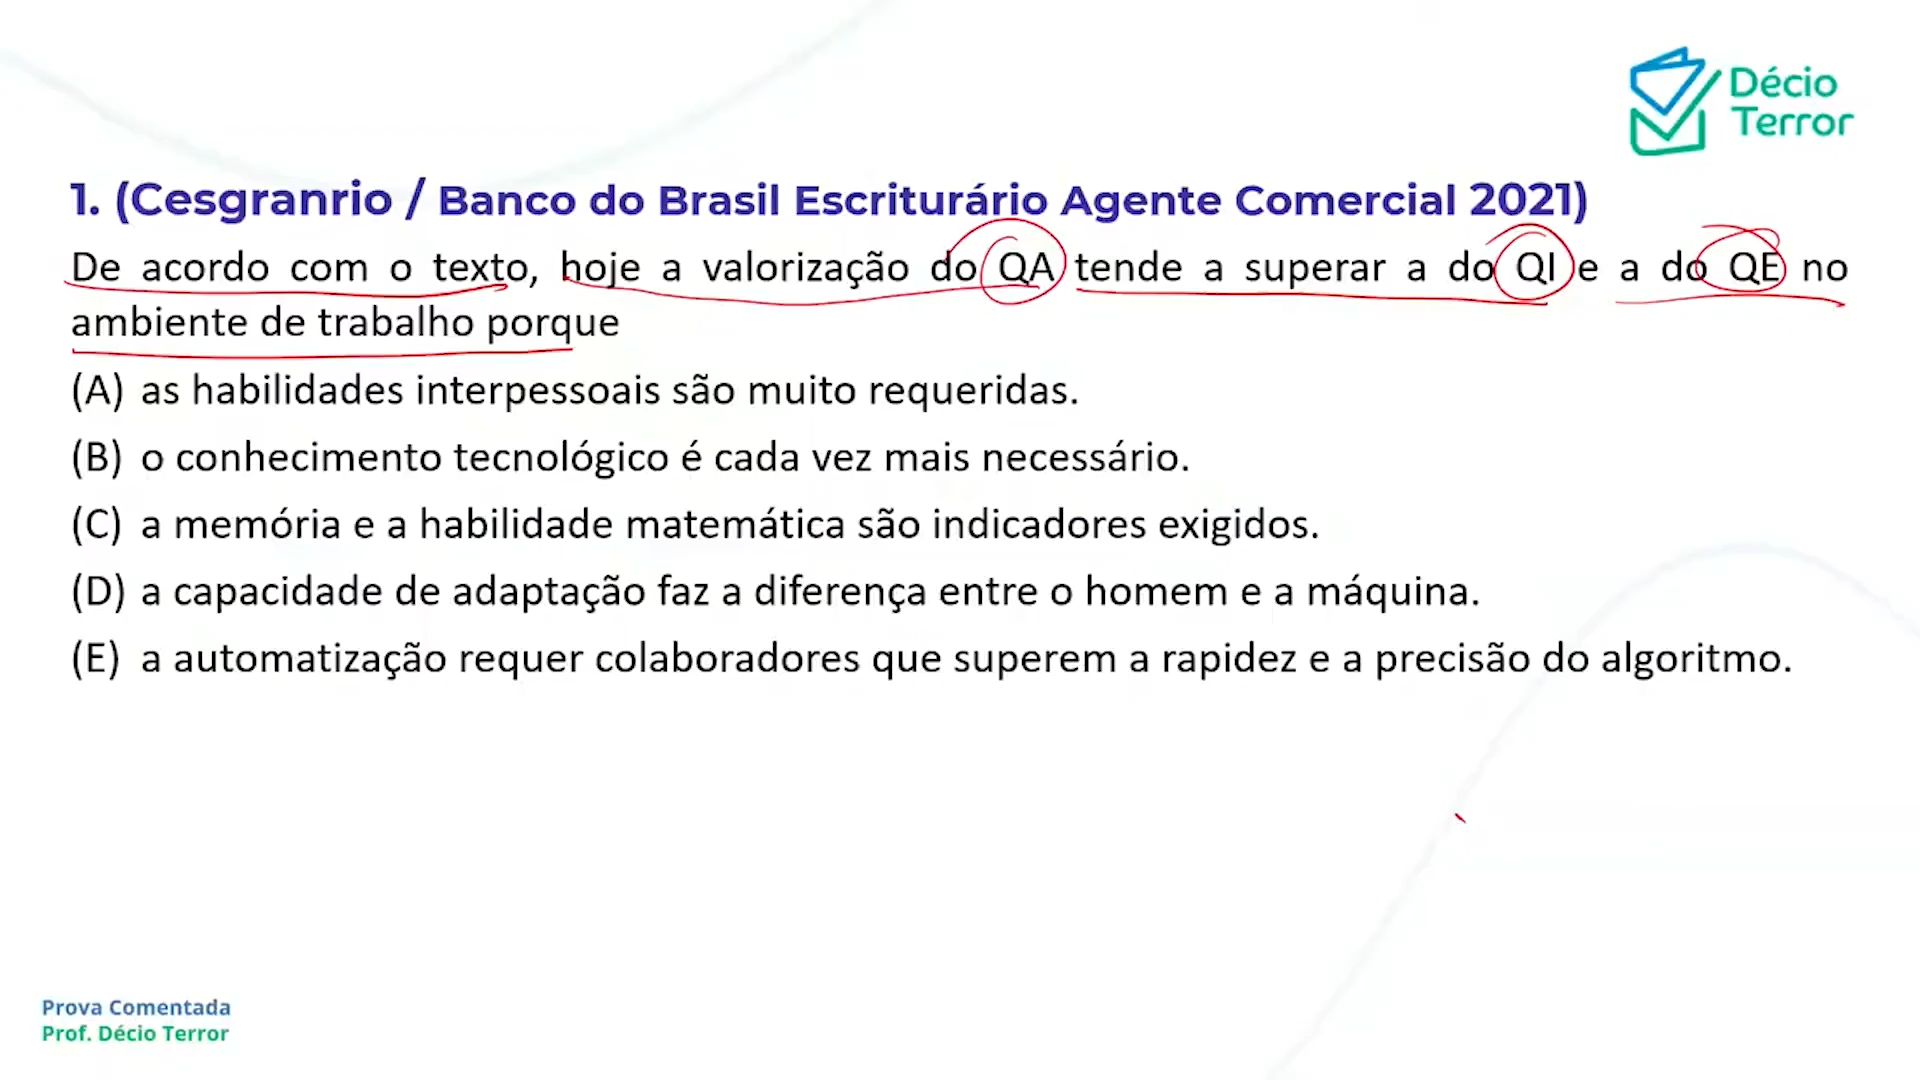 Décio
Terror
1. (Cesgranrio / Banco do Brasil Escriturário Agente Comercial 2021)
De acordo com o texto, hoje a valorização do QA tende a superar a do QI e a do QE no
ambiente de trabalho porque
(A) as habilidades interpessoais são muito requeridas.
(B) o conhecimento tecnológico é cada vez mais necessário.
(C) a memória e a habilidade matemática são indicadores exigidos.
(D) a capacidade de adaptação faz a diferença entre o homem e a máquina.
(E) a automatização requer colaboradores que superem a rapidez e a precisão do algoritmo.
Prova Comentada
Prof. Décio Terror